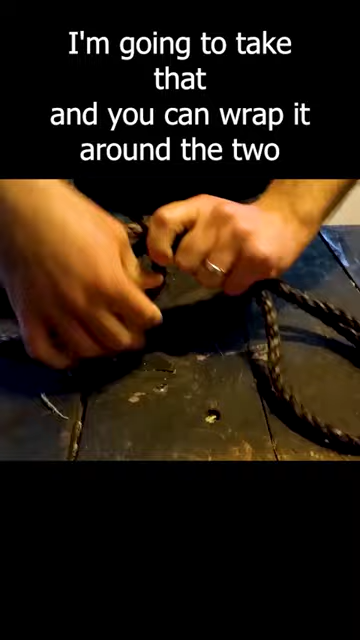 I'm going to take
that
and you can wrap it
around the two